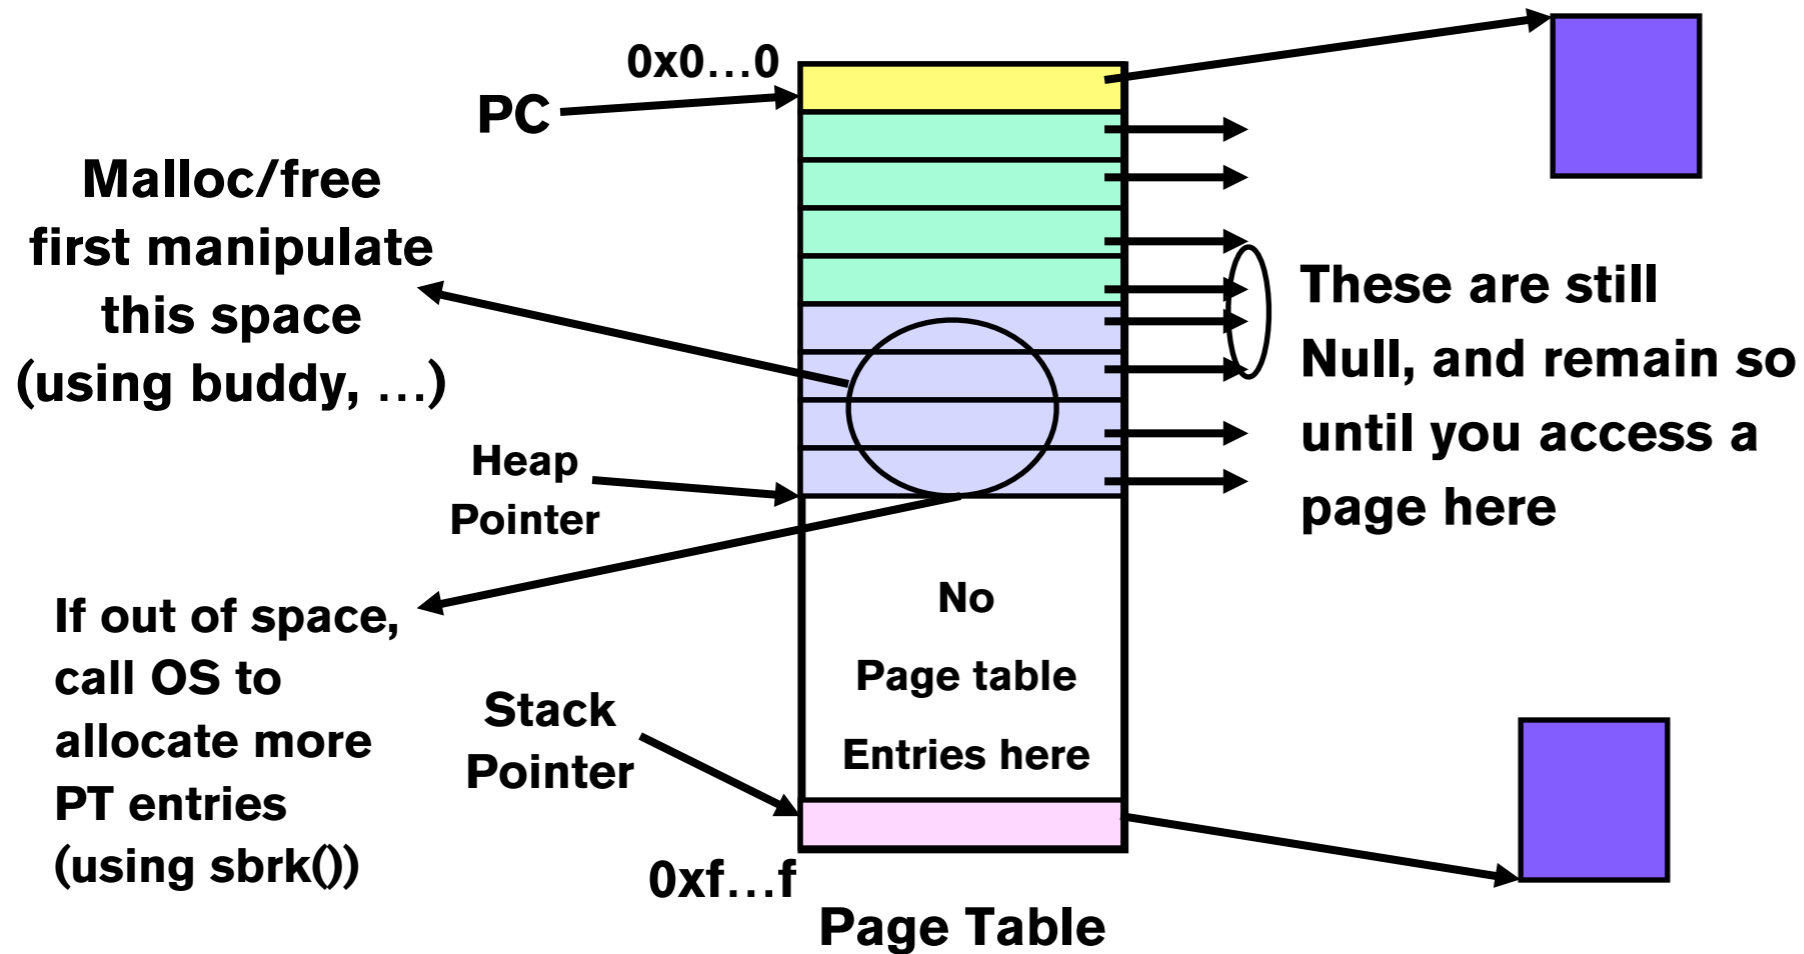 0x0…0
PC
Malloc/free
first manipulate
this space
(using buddy, …)
Heap
Pointer
If out of space,
call OS to
allocate more
PT entries
(using sbrk())
Stack
Pointer
0xf…f
No
Page table
Entries here
Page Table
These are still
Null, and remain so
until you access a
page here